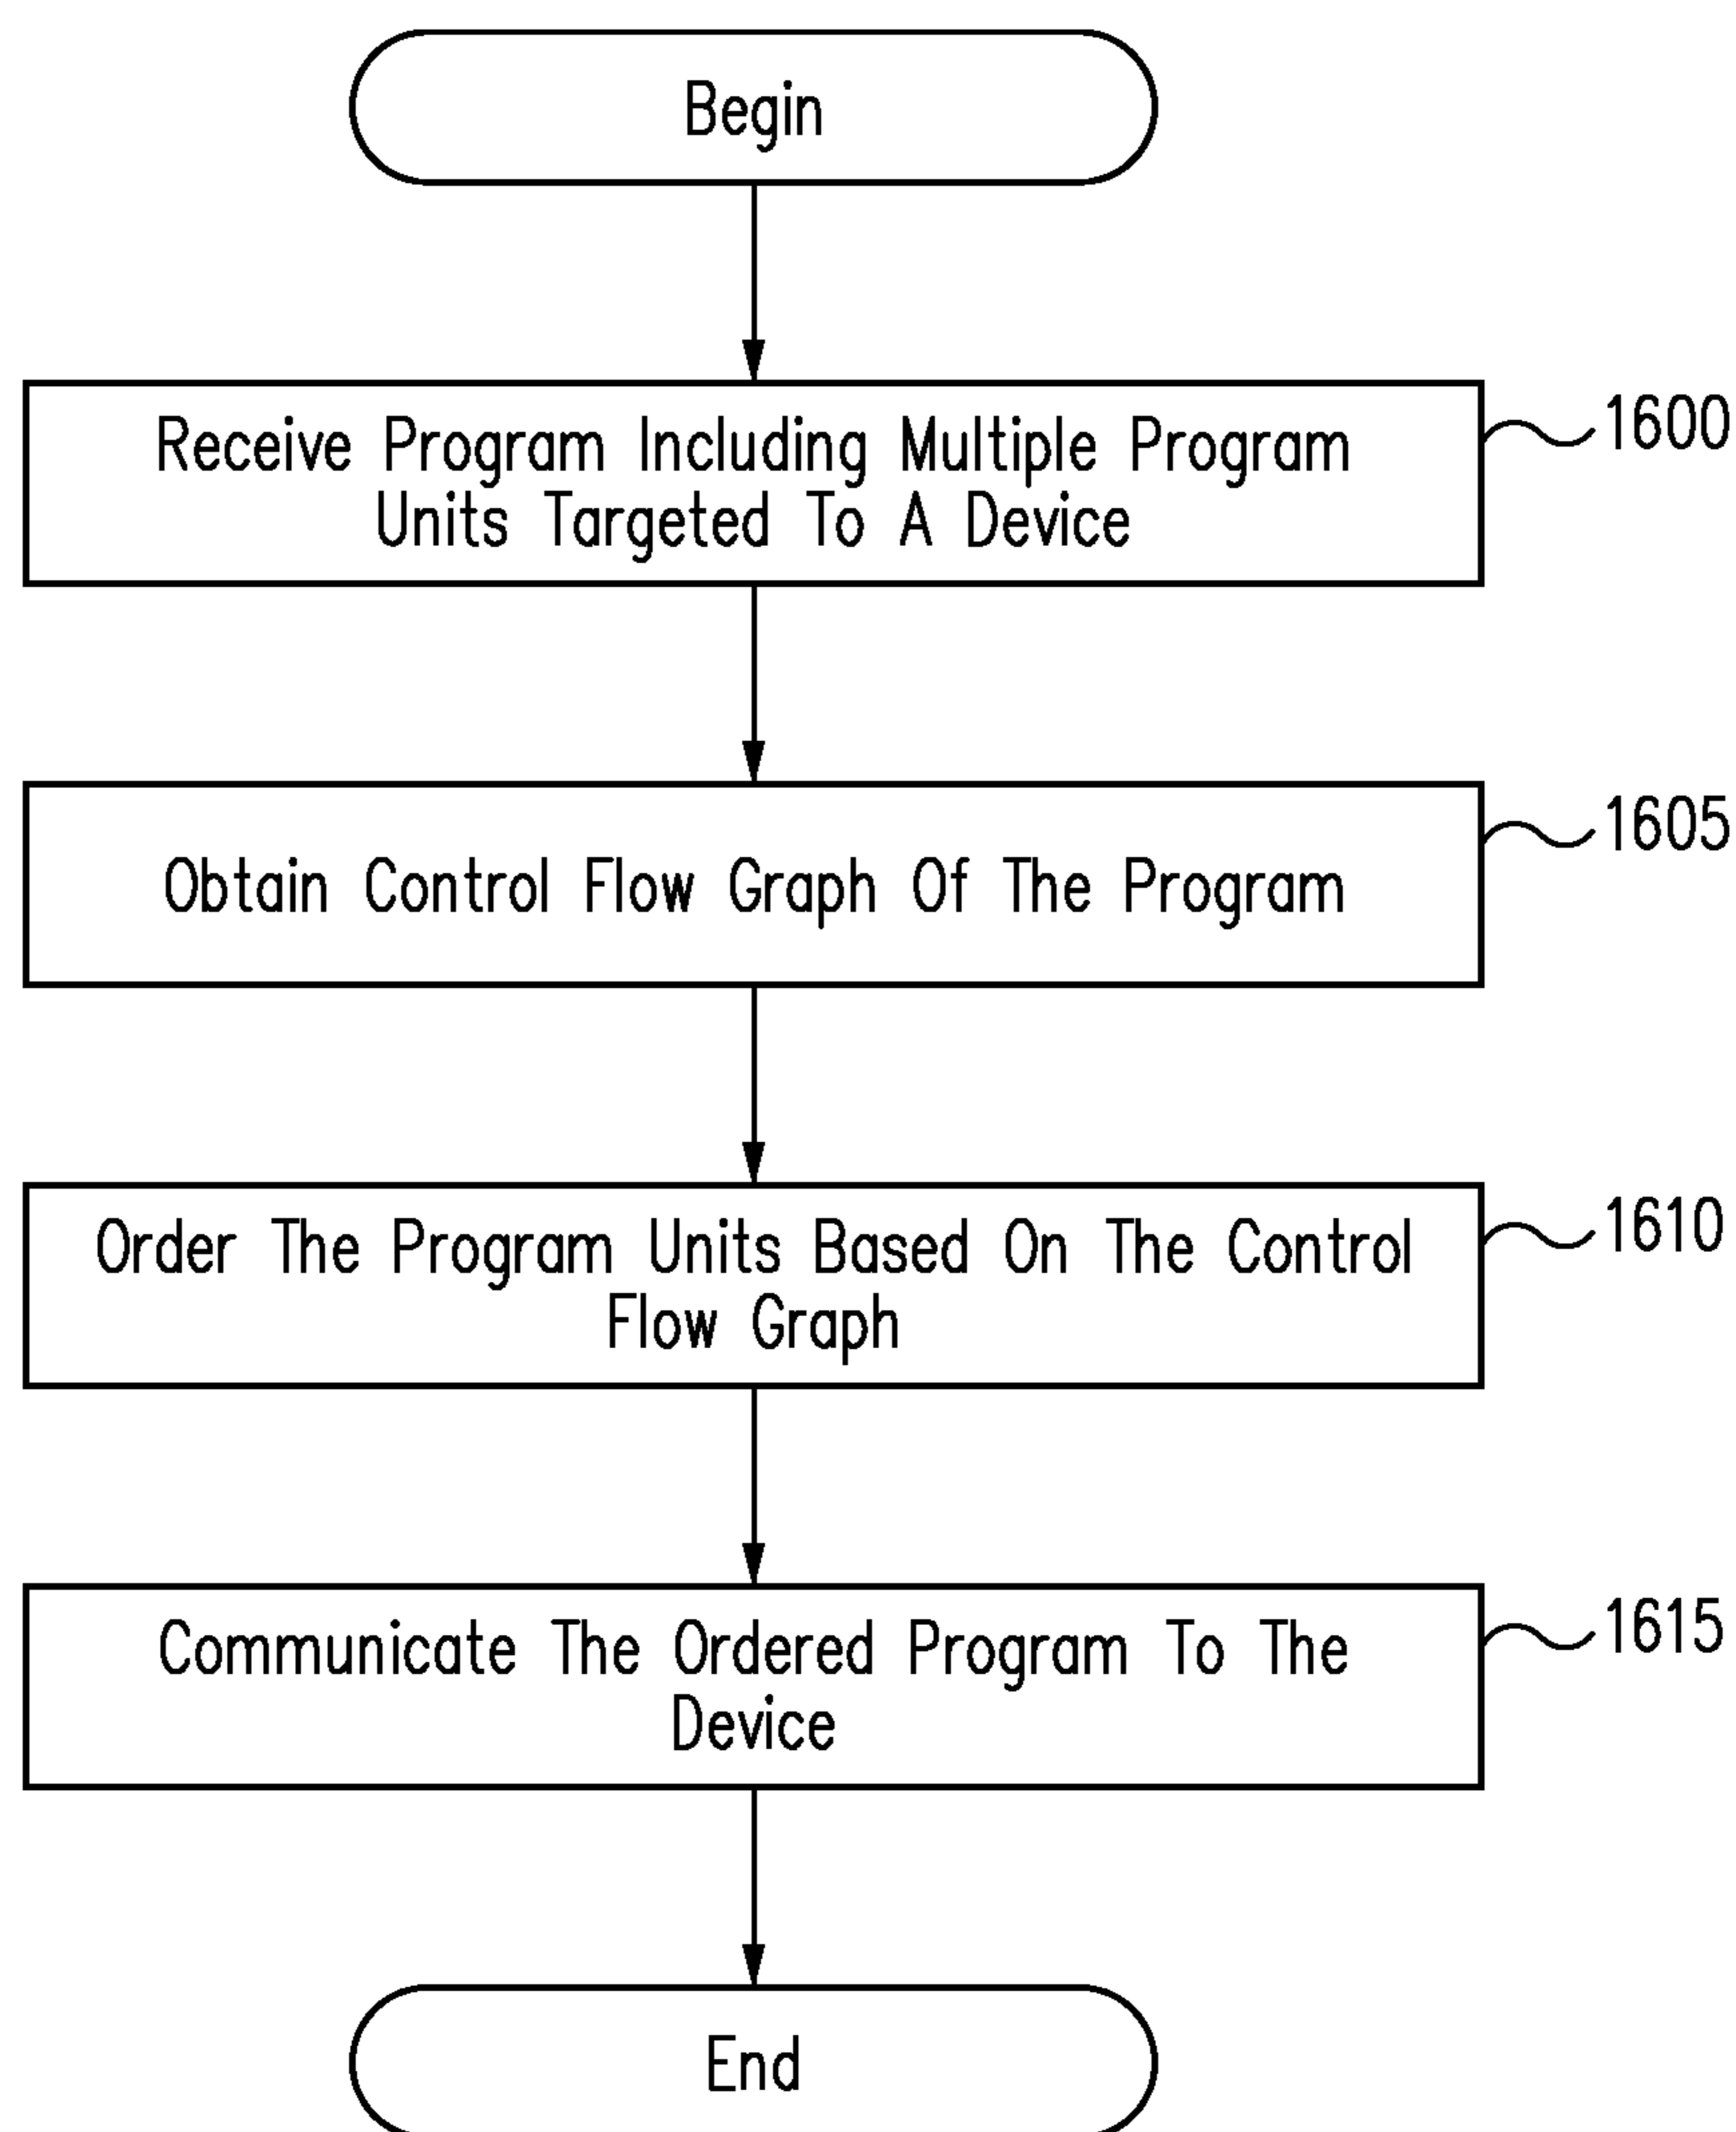 Begin
Receive Program Including Multiple Program
Units Targeted To A Device
1600
Obtain Control Flow Graph Of The Program
1605
Order The Program Units Based On The Control
Flow Graph
1610
Communicate The Ordered Program To The
Device
1615
End